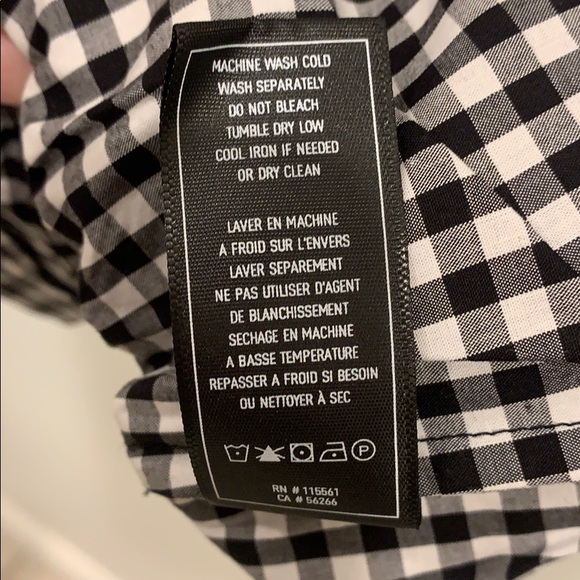 MACHINE WASH COLD
WASH SEPARATELY
DO NOT BLEACH
TUMBLE DRY LOW
COOL IRON IF NEEDED
OR DRY CLEAN
LAVER EN MACHINE
A FROID SUR L'ENVERS
LAVER SEPAREMENT
NE PAS UTILISER D'AGENT
DE BLANCHISSEMENT
SECHAGE EN MACHINE
A BASSE TEMPERATURE
REPASSER A FROID SI BESOIN
OU NETTOYER À SEC
P
RN # 115561
CA # 56266